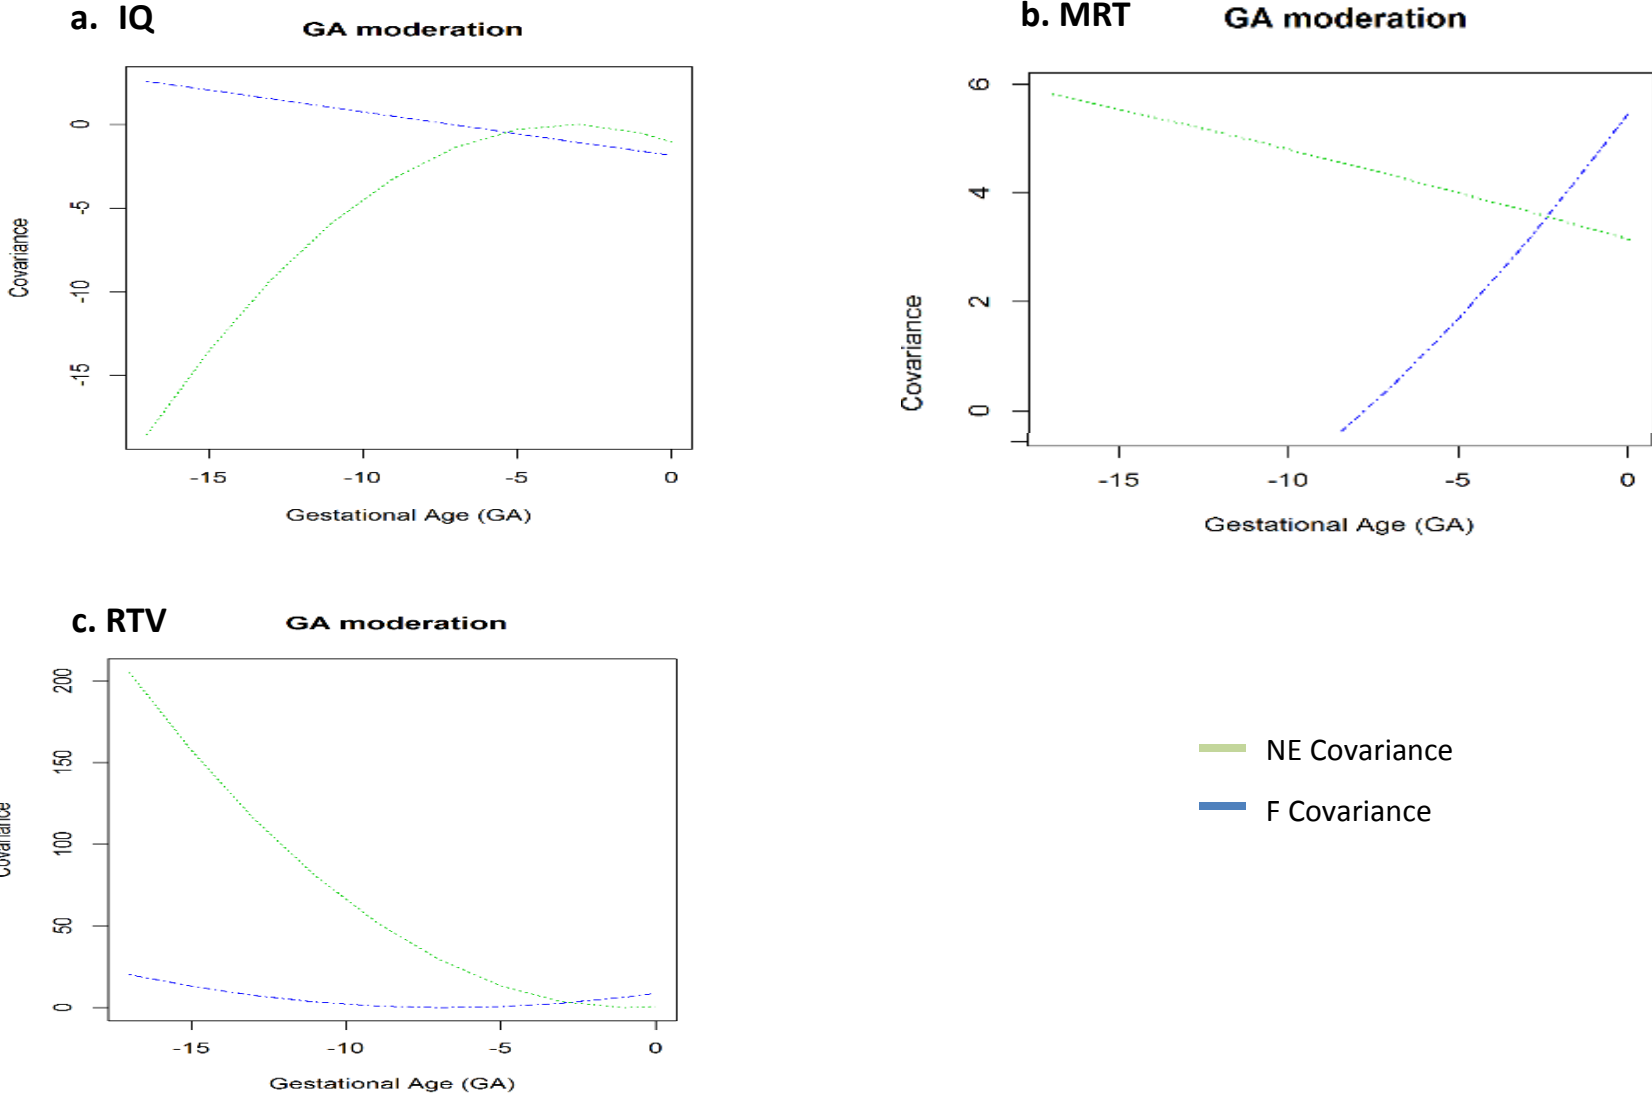 a. IQ
GA moderation
0
-5
-10
-15
Covariance
-15 -10 -5 0
Gestational Age (GA)
b. MRT
GA moderation
6
4
2
0
Covariance
-15 -10 -5 0
Gestational Age (GA)
c. RTV
GA moderation
200
150
100
50
0
Covariance
-15 -10 -5 0
Gestational Age (GA)
NE Covariance
F Covariance